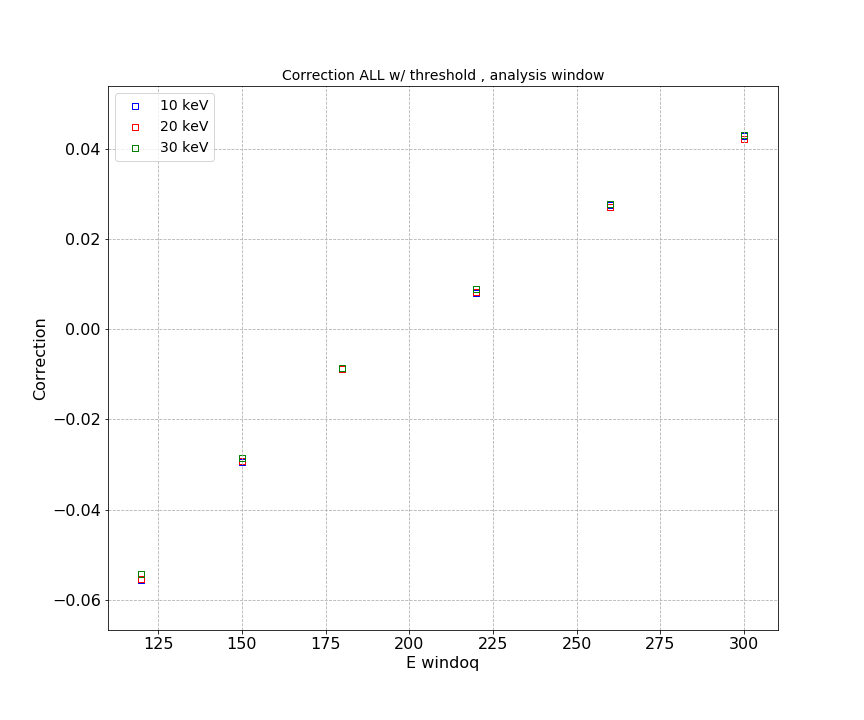 Correction ALL w/ threshold , analysis window
10 keV
20 keV
30 keV
0.04
0.02
0.00
−0.02
−0.04
−0.06
Correction
125 150 175 200 225 250 275 300
E windoq